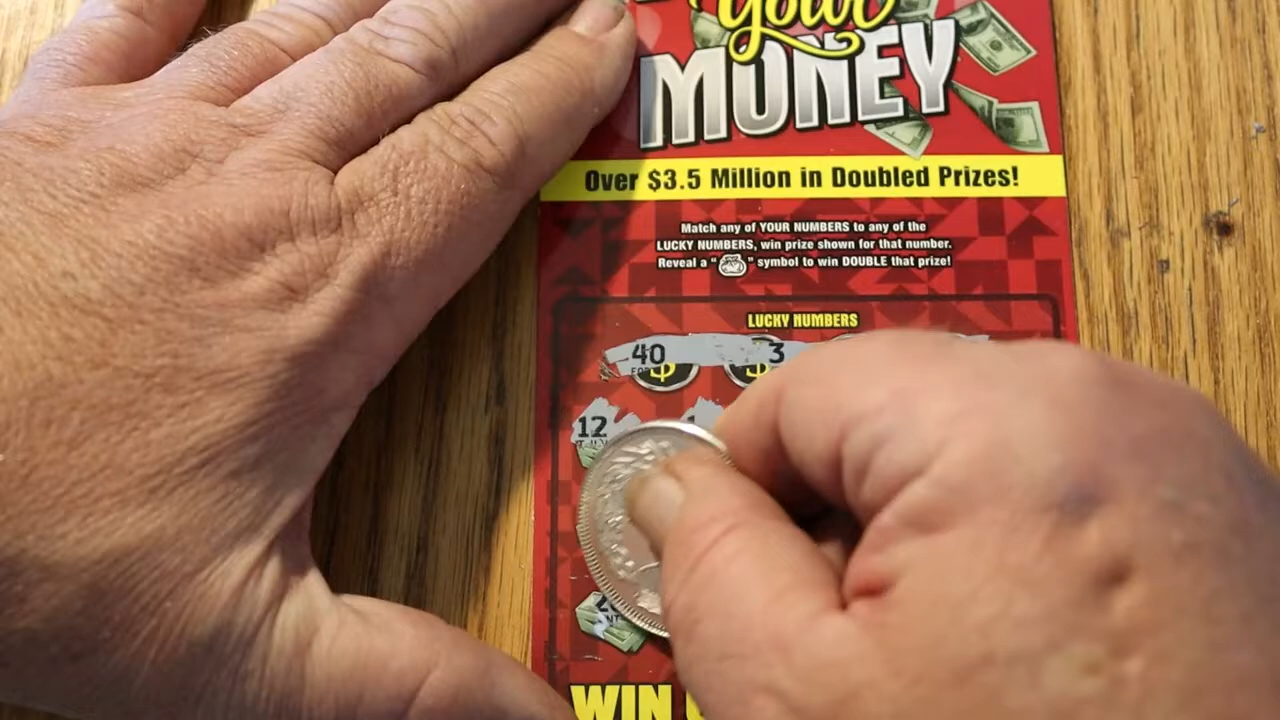 Your
MONEY
Over $3.5 Million in Doubled Prizes!
Match any of YOUR NUMBERS to any of the
LUCKY NUMBERS, win prize shown for that number.
Reveal a " " symbol to win DOUBLE that prize!
LUCKY NUMBERS
40 3
$ $
12
WIN